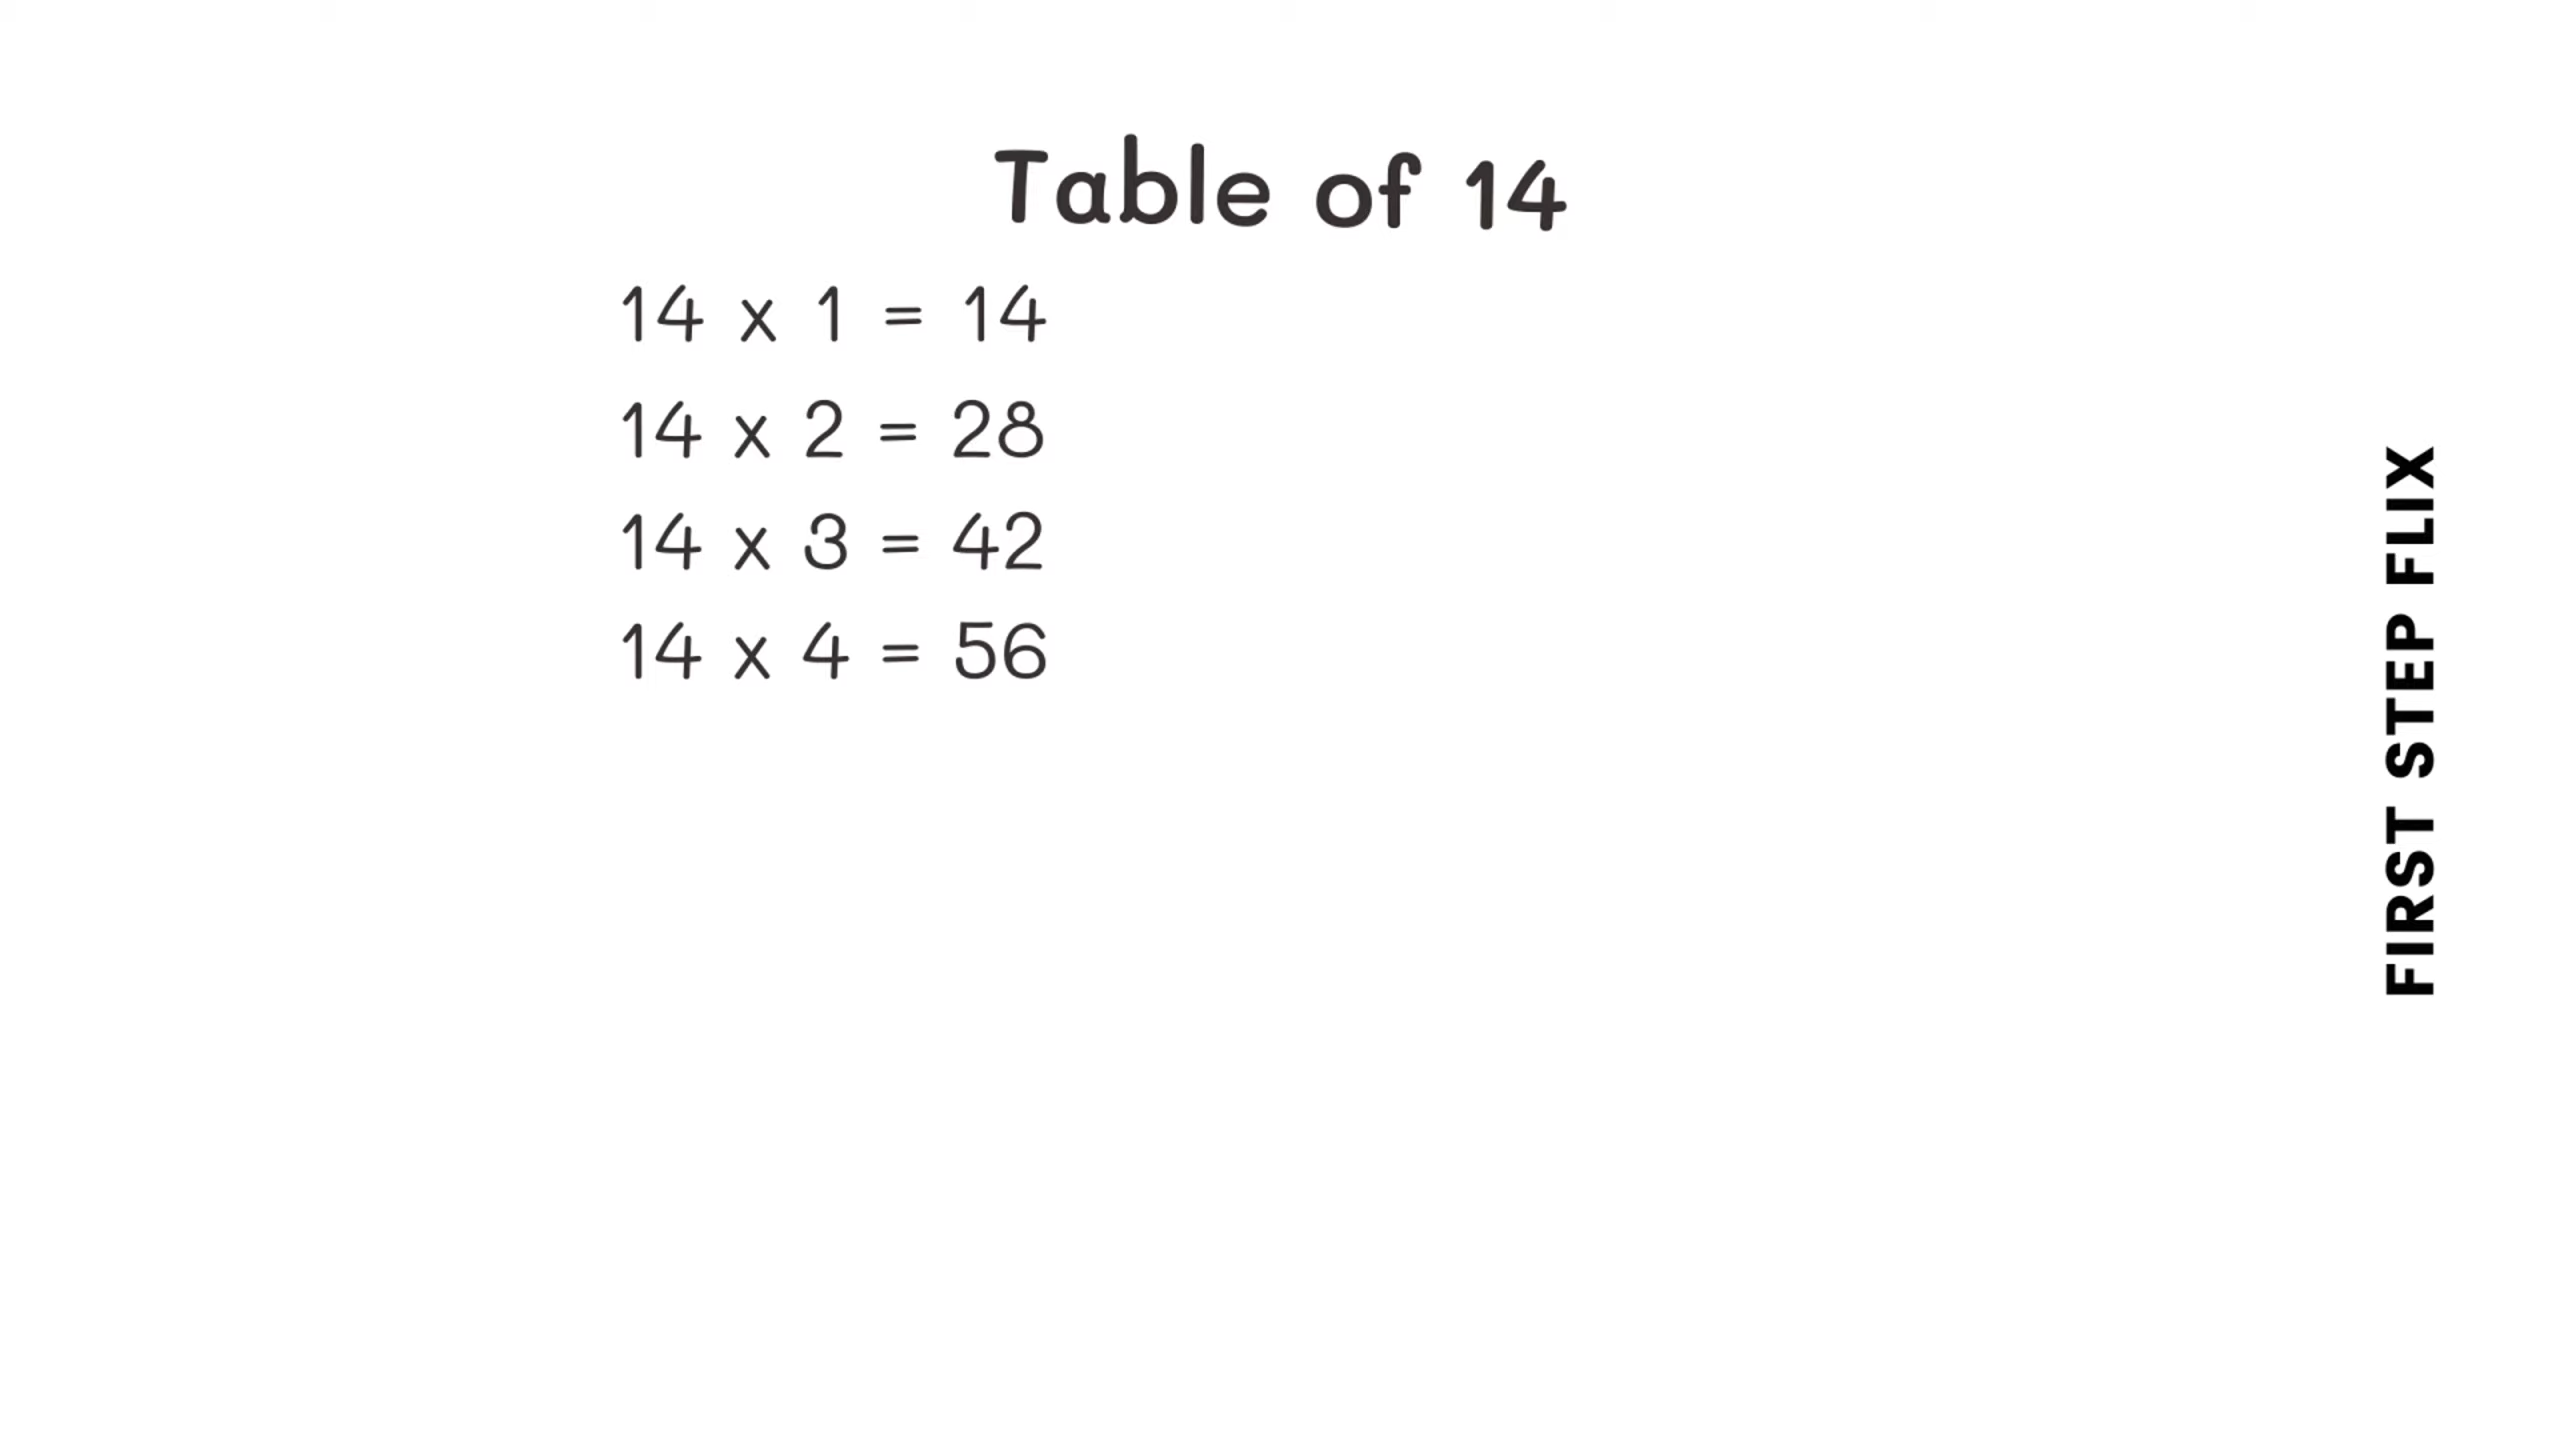 Table of 14
14 x 1 = 14
14 x 2 = 28
14 x 3 = 42
14 x 4 = 56
FIRST STEP FLIX